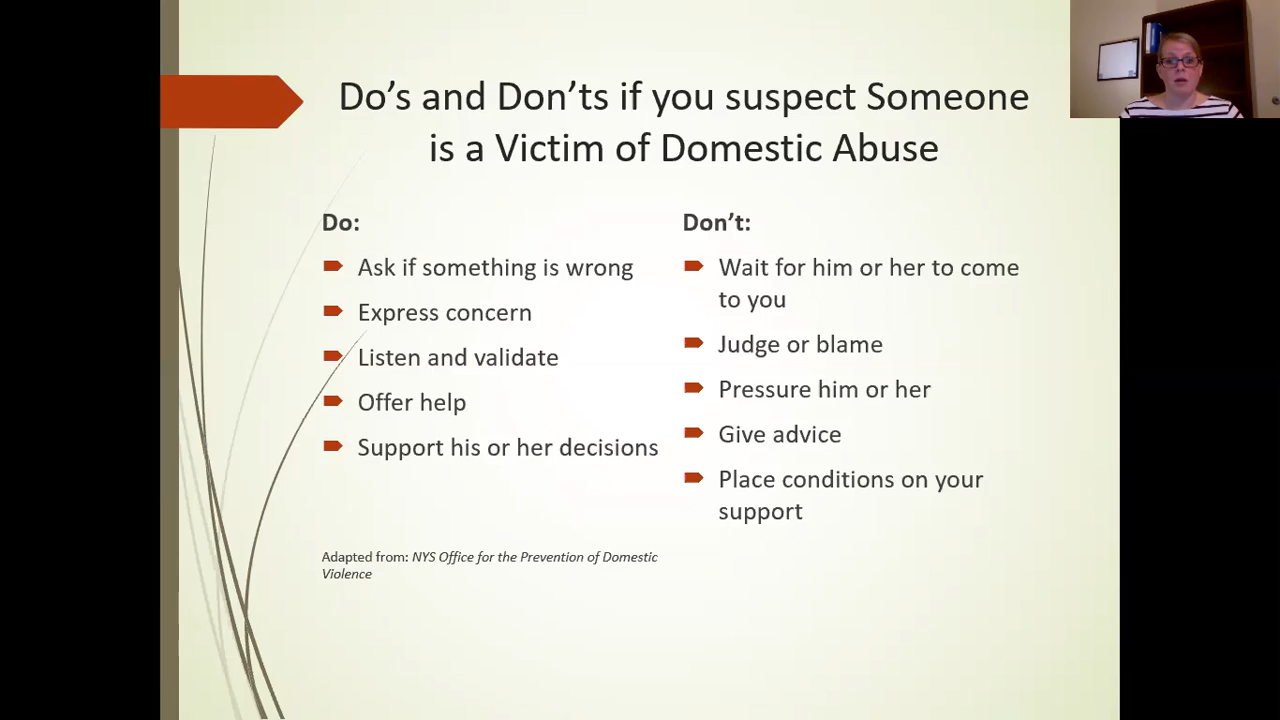 Do’s and Don’ts if you suspect Someone
is a Victim of Domestic Abuse
Do:
Ask if something is wrong
Express concern
Listen and validate
Offer help
Support his or her decisions
Adapted from: NYS Office for the Prevention of Domestic
Violence
Don’t:
Wait for him or her to come
to you
Judge or blame
Pressure him or her
Give advice
Place conditions on your
support